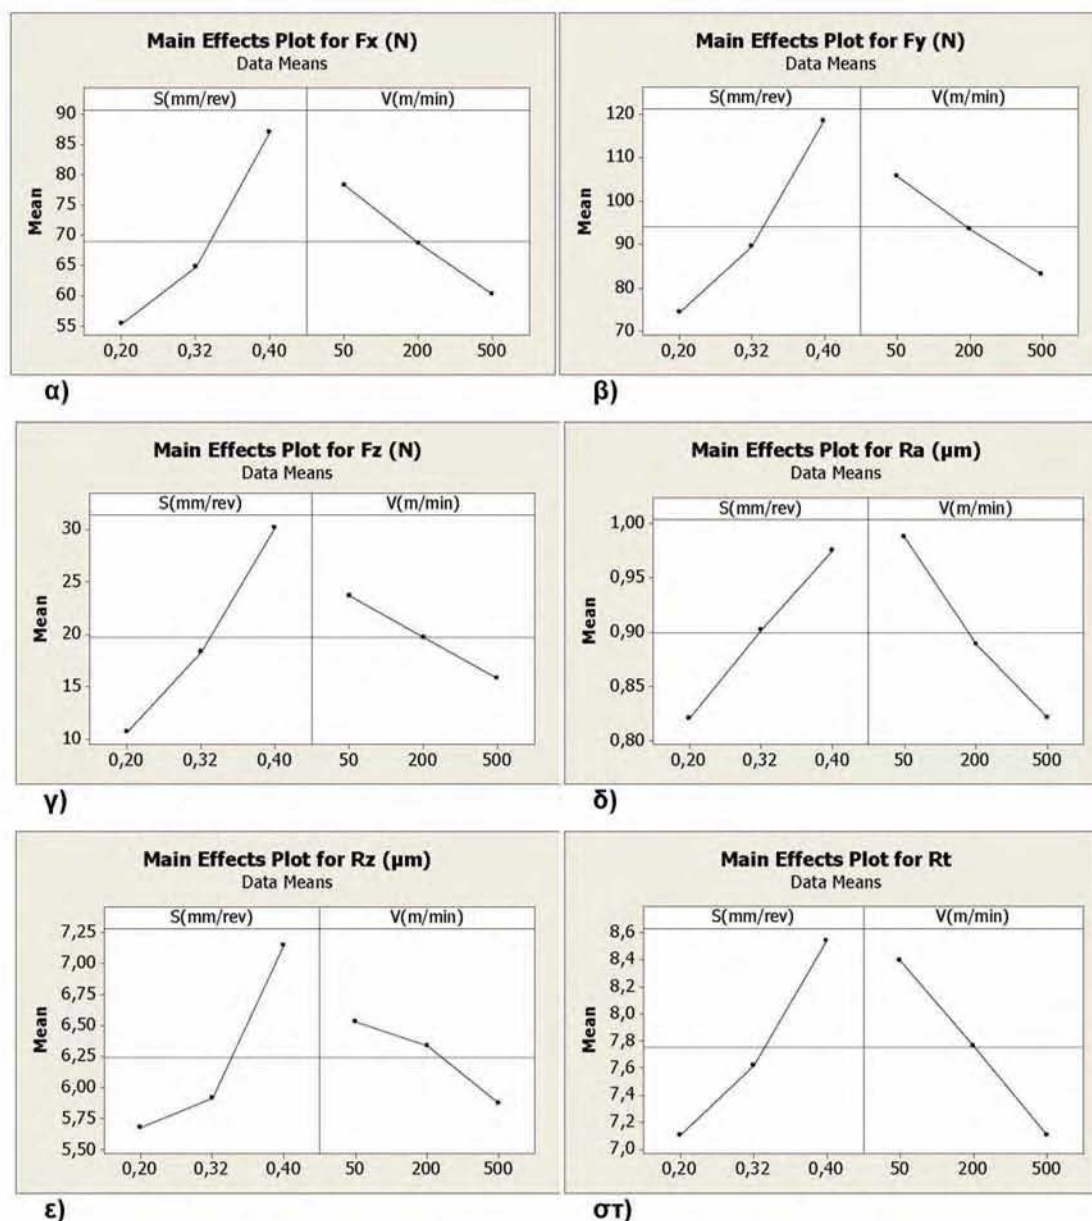 Main Effects Plot for Fx (N)
Data Means
S(mm/rev) V(m/min)
90
85
80
75
70
65
60
55
Mean
0,20 0,32 0,40 50 200 500
α)
Main Effects Plot for Fy (N)
Data Means
S(mm/rev) V(m/min)
120
110
100
90
80
70
Mean
0,20 0,32 0,40 50 200 500
β)
Main Effects Plot for Fz (N)
Data Means
S(mm/rev) V(m/min)
30
25
20
15
10
Mean
0,20 0,32 0,40 50 200 500
γ)
Main Effects Plot for Ra (μm)
Data Means
S(mm/rev) V(m/min)
1,00
0,95
0,90
0,85
0,80
Mean
0,20 0,32 0,40 50 200 500
δ)
Main Effects Plot for Rz (μm)
Data Means
S(mm/rev) V(m/min)
7,25
7,00
6,75
6,50
6,25
6,00
5,75
5,50
Mean
0,20 0,32 0,40 50 200 500
ε)
Main Effects Plot for Rt
Data Means
S(mm/rev) V(m/min)
8,6
8,4
8,2
8,0
7,8
7,6
7,4
7,2
7,0
Mean
0,20 0,32 0,40 50 200 500
στ)